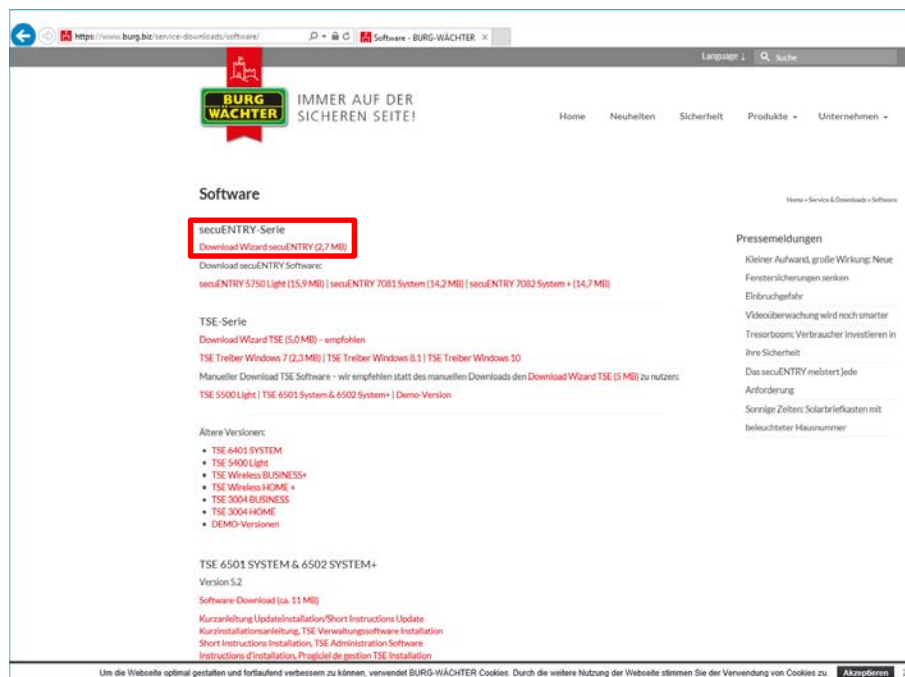 https://www.burg.biz/service-downloads/software/
Software - BURG-WÄCHTER
Language
Suche
BURG
WÄCHTER
IMMER AUF DER
SICHEREN SEITE!
Home
Neuheiten
Sicherheit
Produkte
Unternehmen
Software
Home » Service & Downloads » Software
secuENTRY-Serie
Download Wizard secuENTRY (2,7 MB)
Download secuENTRY Software:
secuENTRY 5750 Light (15,9 MB) | secuENTRY 7081 System (14,2 MB) | secuENTRY 7082 System + (14,7 MB)
TSE-Serie
Download Wizard TSE (5,0 MB) – empfohlen
TSE Treiber Windows 7 (2,3 MB) | TSE Treiber Windows 8.1 | TSE Treiber Windows 10
Manueller Download TSE Software – wir empfehlen statt des manuellen Downloads den Download Wizard TSE (5 MB) zu nutzen:
TSE 5500 Light | TSE 6501 System & 6502 System+ | Demo-Version
Ältere Versionen:
TSE 6401 SYSTEM
TSE 5400 Light
TSE Wireless BUSINESS+
TSE Wireless HOME +
TSE 3004 BUSINESS
TSE 3004 HOME
DEMO-Versionen
TSE 6501 SYSTEM & 6502 SYSTEM+
Version 5.2
Software-Download (ca. 11 MB)
Kurzanleitung Updateinstallation/Short Instructions Update
Kurzinstallationsanleitung, TSE Verwaltungssoftware Installation
Short Instructions Installation, TSE Administration Software
Instructions d'installation, Progiciel de gestion TSE Installation
Pressemeldungen
Kleiner Aufwand, große Wirkung: Neue
Fenstersicherungen senken
Einbruchgefahr
Videoüberwachung wird noch smarter
Tresorboom: Verbraucher investieren in
ihre Sicherheit
Das secuENTRY meistert jede
Anforderung
Sonnige Zeiten: Solarbriefkasten mit
beleuchteter Hausnummer
Um die Webseite optimal gestalten und fortlaufend verbessern zu können, verwendet BURG-WÄCHTER Cookies. Durch die weitere Nutzung der Webseite stimmen Sie der Verwendung von Cookies zu.
Akzeptieren